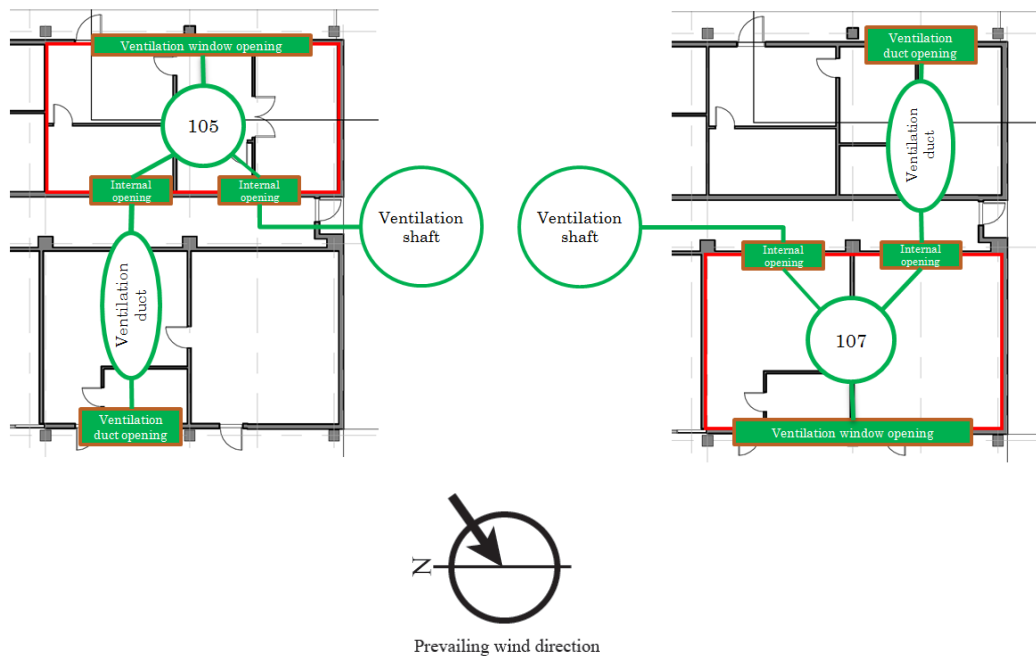 Ventilation window opening
105
Internal
opening
Internal
opening
Ventilation
shaft
Ventilation
duct
Ventilation
duct opening
Ventilation
duct opening
Ventilation
duct
Ventilation
shaft
Internal
opening
Internal
opening
107
Ventilation window opening
N
Prevailing wind direction